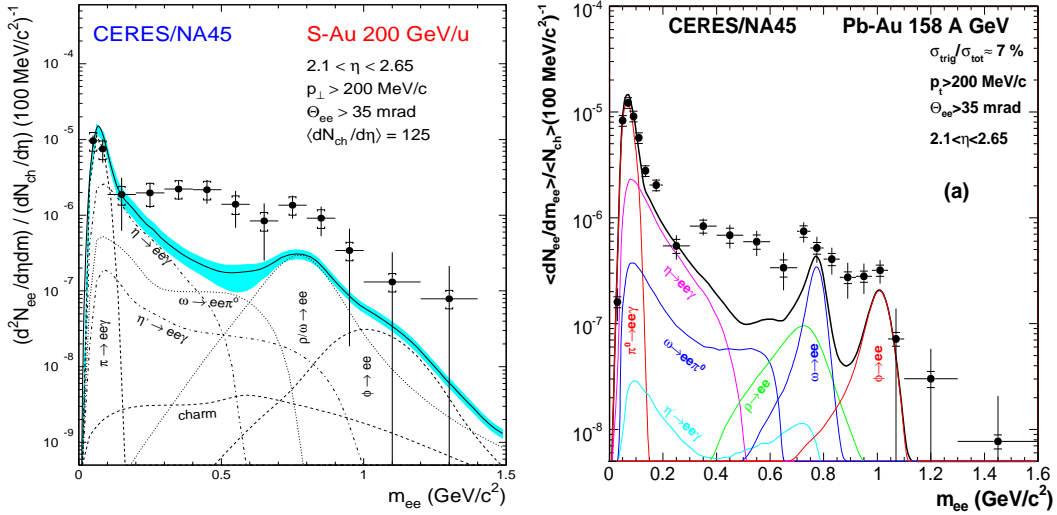 CERES/NA45
S-Au 200 GeV/u
2.1 < η < 2.65
p⊥ > 200 MeV/c
Θee > 35 mrad
⟨dNch/dη⟩ = 125
(d²Nee/dηdm) / (dNch/dη) (100 MeV/c²)⁻¹
10⁻⁴
10⁻⁵
10⁻⁶
10⁻⁷
10⁻⁸
10⁻⁹
η→eeγ
ω→eeπ⁰
η′→eeγ
π→eeγ
ρ/ω→ee
φ→ee
charm
0 0.5 1 1.5
mee (GeV/c²)
CERES/NA45
Pb-Au 158 A GeV
σtrig/σtot ≈ 7 %
pt>200 MeV/c
Θee>35 mrad
2.1<η<2.65
(a)
<dNee/dmee>/<Nch>(100 MeV/c²)⁻¹
10⁻⁴
10⁻⁵
10⁻⁶
10⁻⁷
10⁻⁸
π⁰→eeγ
η→eeγ
ω→eeπ⁰
η′→eeγ
ρ→ee
ω→ee
φ→ee
0 0.2 0.4 0.6 0.8 1 1.2 1.4 1.6
mee (GeV/c²)